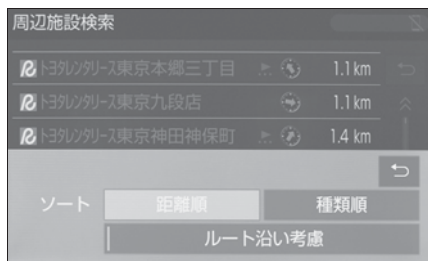 周辺施設検索
トヨタレンタリース東京本郷三丁目 1.1 km
トヨタレンタリース東京九段店 1.1 km
トヨタレンタリース東京神田神保町 1.4 km
ソート 距離順 種類順
ルート沿い考慮